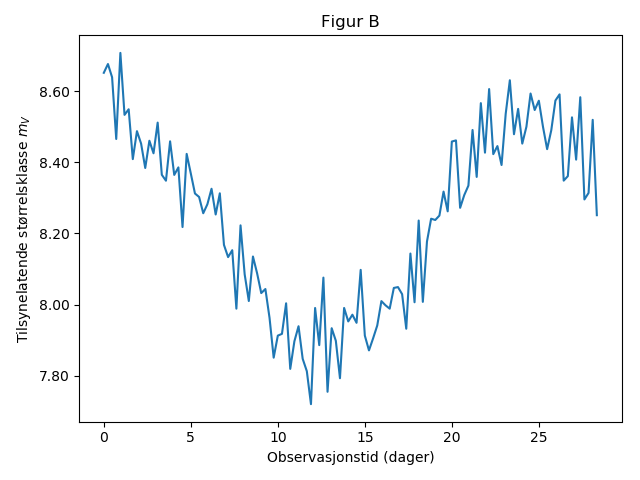 Figur B
Tilsynelatende størrelsklasse $m_V$
8.60
8.40
8.20
8.00
7.80
0 5 10 15 20 25
Observasjonstid (dager)